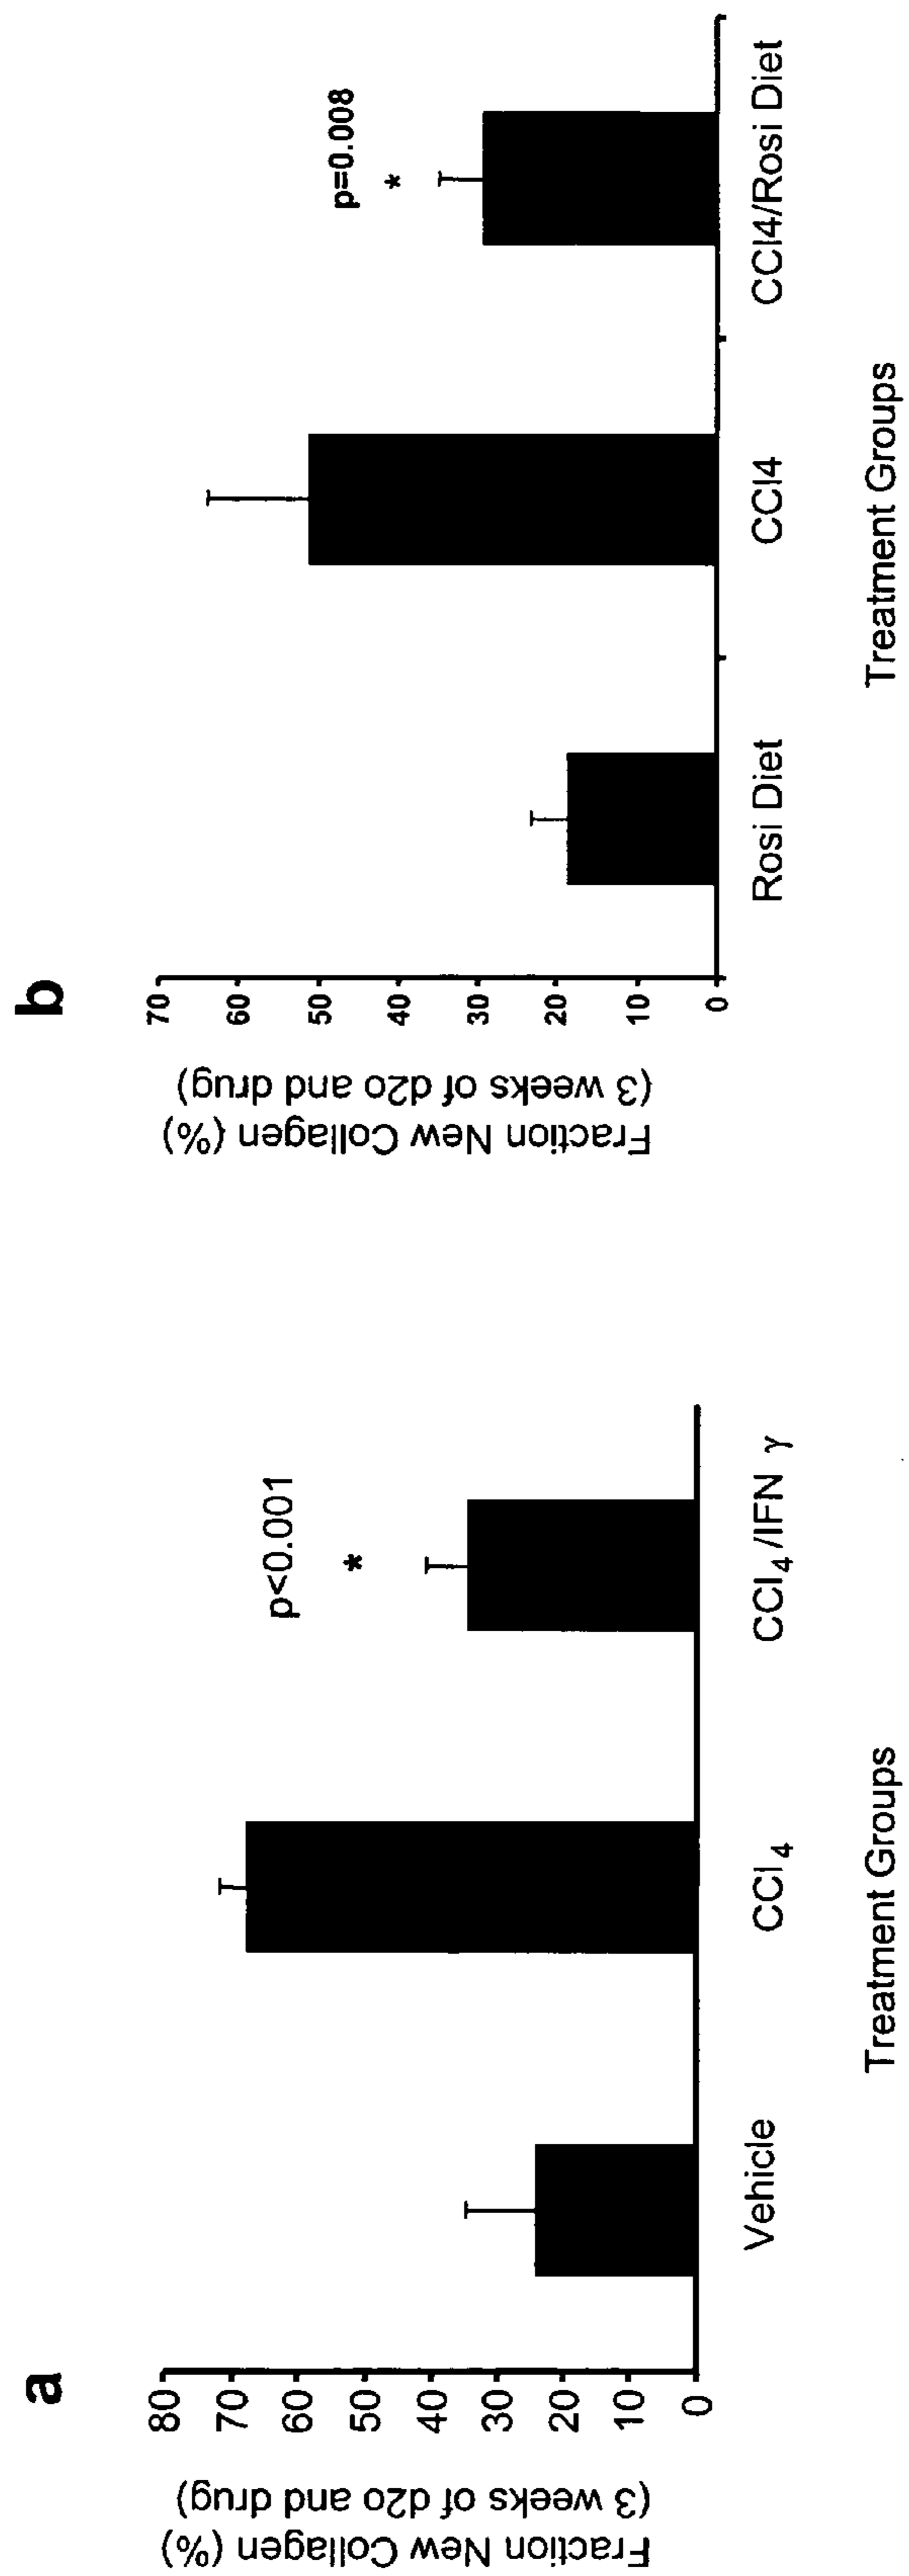 a
Fraction New Collagen (%)
(3 weeks of d2o and drug)
80
70
60
50
40
30
20
10
0
p<0.001
*
Vehicle
CCl₄
CCl₄/IFN γ
Treatment Groups
b
Fraction New Collagen (%)
(3 weeks of d2o and drug)
70
60
50
40
30
20
10
0
p=0.008
*
Rosi Diet
CCl4
CCl4/Rosi Diet
Treatment Groups